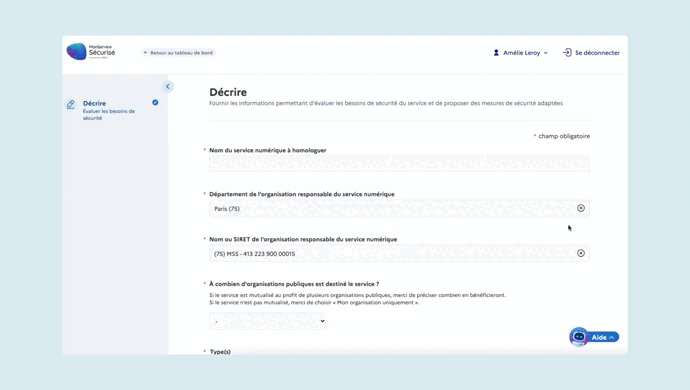 MonService
Sécurisé
← Retour au tableau de bord
Amélie Leroy
Se déconnecter
Décrire
Évaluer les besoins de
sécurité
Décrire
Fournir les informations permettant d'évaluer les besoins de sécurité du service et de proposer des mesures de sécurité adaptées
* champ obligatoire
* Nom du service numérique à homologuer
* Département de l'organisation responsable du service numérique
Paris (75)
* Nom ou SIRET de l'organisation responsable du service numérique
(75) MSS - 413 223 900 00015
* À combien d'organisations publiques est destiné le service ?
Si le service est mutualisé au profit de plusieurs organisations publiques, merci de préciser combien en bénéficieront.
Si le service n'est pas mutualisé, merci de choisir « Mon organisation uniquement ».
-
Aide
* Type(s)